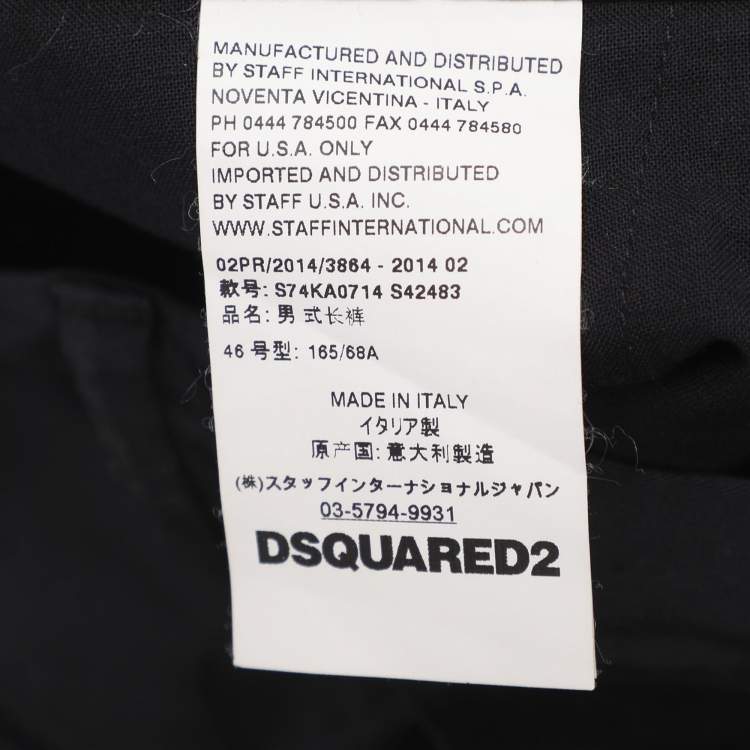 MANUFACTURED AND DISTRIBUTED
BY STAFF INTERNATIONAL S.P.A.
NOVENTA VICENTINA - ITALY
PH 0444 784500 FAX 0444 784580
FOR U.S.A. ONLY
IMPORTED AND DISTRIBUTED
BY STAFF U.S.A. INC.
WWW.STAFFINTERNATIONAL.COM
02PR/2014/3864 - 2014 02
款号: S74KA0714 S42483
品名: 男式长裤
46 号型: 165/68A
MADE IN ITALY
イタリア製
原产国: 意大利製造
(株)スタッフインターナショナルジャパン
03-5794-9931
DSQUARED2